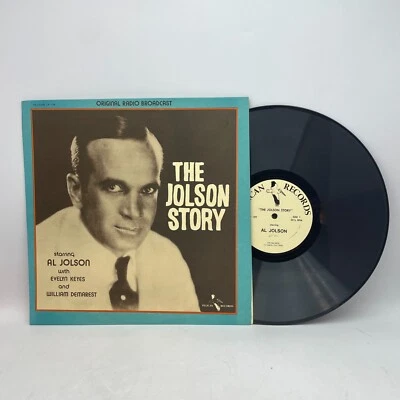 ORIGINAL RADIO BROADCAST
THE
JOLSON
STORY
starring
AL JOLSON
with
EVELYN KEYES
and
WILLIAM DEMAREST
RECORDS
"THE JOLSON STORY"
AL JOLSON